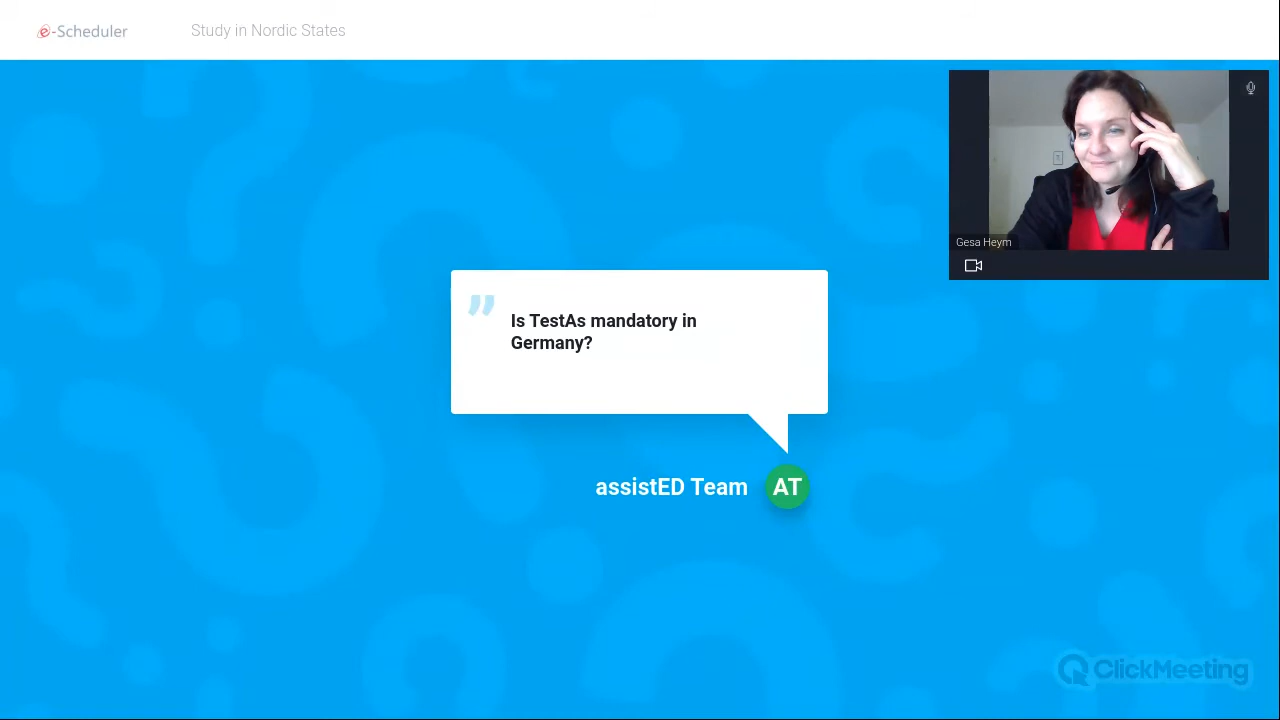 e-Scheduler
Study in Nordic States
Gesa Heym
Is TestAs mandatory in
Germany?
assistED Team
AT
ClickMeeting